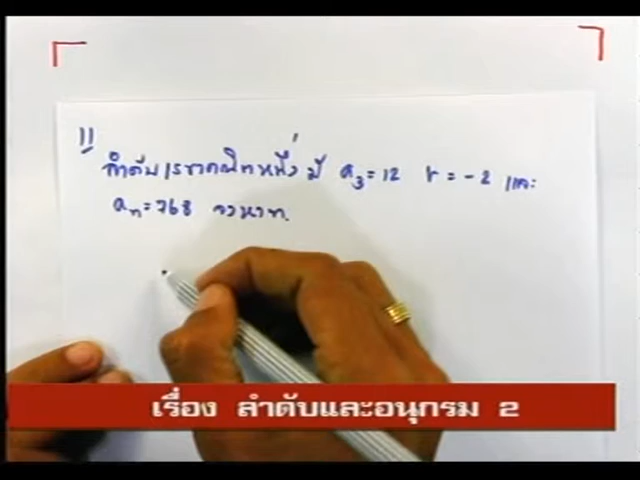 11
ลำดับเรขาคณิตหนึ่ง มี a₃ = 12 r = -2 และ
aₙ = 768 จงหาค่า n
เรื่อง ลำดับและอนุกรม 2